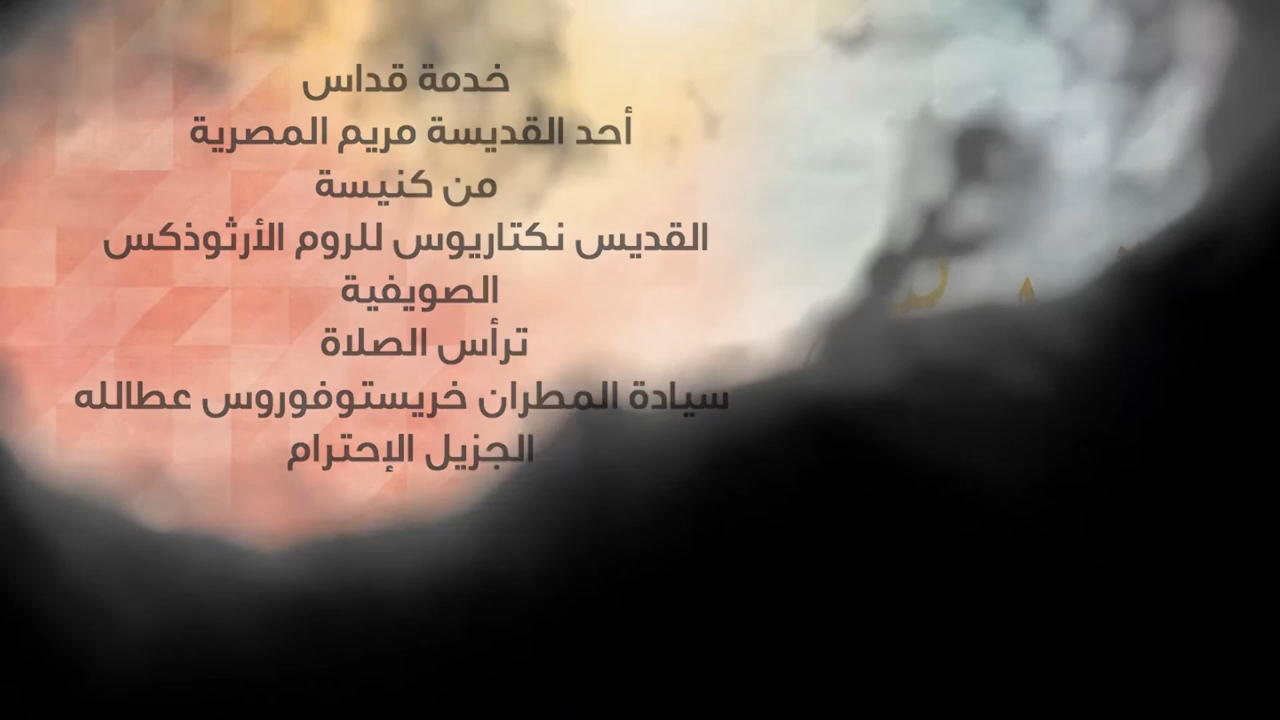 خدمة قداس
أحد القديسة مريم المصرية
من كنيسة
القديس نكتاريوس للروم الأرثوذكس
الصويفية
ترأس الصلاة
سيادة المطران خريستوفوروس عطالله
الجزيل الإحترام